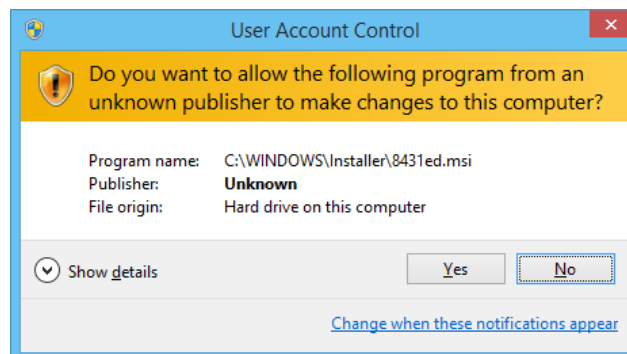 User Account Control
Do you want to allow the following program from an
unknown publisher to make changes to this computer?
Program name: C:\WINDOWS\Installer\8431ed.msi
Publisher: Unknown
File origin: Hard drive on this computer
Show details Yes No
Change when these notifications appear